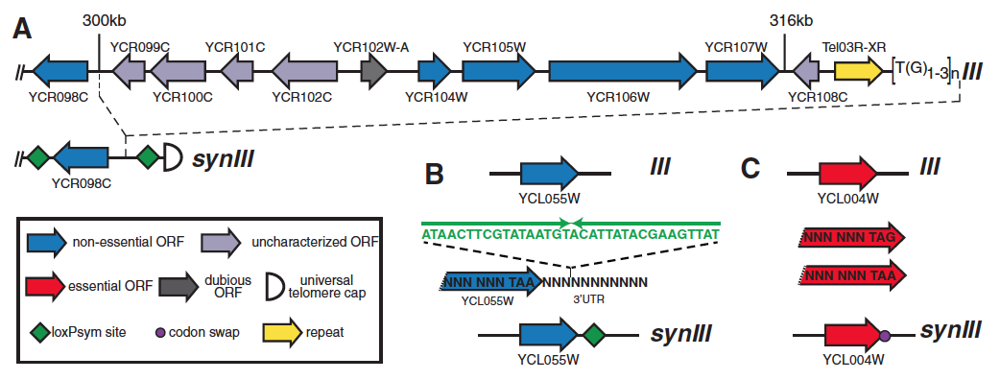 A
300kb
316kb
YCR099C YCR101C YCR102W-A YCR105W YCR107W Tel03R-XR
[T(G)1-3]n III
YCR098C YCR100C YCR102C YCR104W YCR106W YCR108C
synIII
YCR098C
B
III
YCL055W
ATAACTTCGTATAATGTACATTATACGAAGTTAT
NNN NNN TAA NNNNNNNNNNN
YCL055W
3'UTR
synIII
YCL055W
C
III
YCL004W
NNN NNN TAG
NNN NNN TAA
synIII
YCL004W
non-essential ORF
uncharacterized ORF
essential ORF
dubious
ORF
universal
telomere cap
loxPsym site
codon swap
repeat